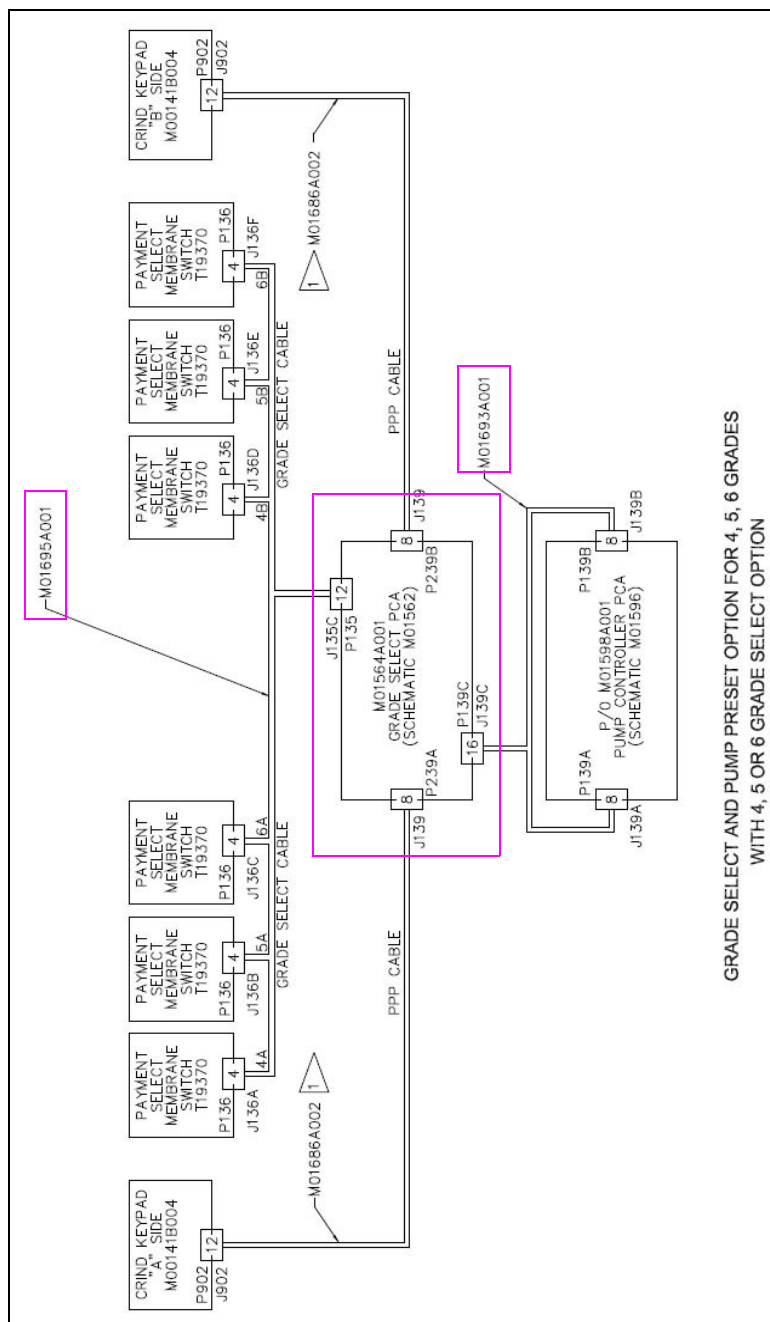 CRIND KEYPAD
"A" SIDE
M00141B004
12
P902
J902
M01686A002
1
PAYMENT
SELECT
MEMBRANE
SWITCH
T19370
P136
4
J136A
4A
PAYMENT
SELECT
MEMBRANE
SWITCH
T19370
P136
4
J136B
5A
PAYMENT
SELECT
MEMBRANE
SWITCH
T19370
P136
4
J136C
6A
GRADE SELECT CABLE
M01695A001
PAYMENT
SELECT
MEMBRANE
SWITCH
T19370
P136
4
J136D
4B
PAYMENT
SELECT
MEMBRANE
SWITCH
T19370
P136
4
J136E
5B
PAYMENT
SELECT
MEMBRANE
SWITCH
T19370
P136
4
J136F
6B
GRADE SELECT CABLE
CRIND KEYPAD
"B" SIDE
M00141B004
12
P902
J902
M01686A002
1
J135C
P135
12
PPP CABLE
J139
8
P239A
M01564A001
GRADE SELECT PCA
(SCHEMATIC M01562)
P239B
8
J139
PPP CABLE
16
P139C
J139C
M01693A001
P139A
8
J139A
P/O M01598A001
PUMP CONTROLLER PCA
(SCHEMATIC M01596)
P139B
8
J139B
GRADE SELECT AND PUMP PRESET OPTION FOR 4, 5, 6 GRADES
WITH 4, 5 OR 6 GRADE SELECT OPTION